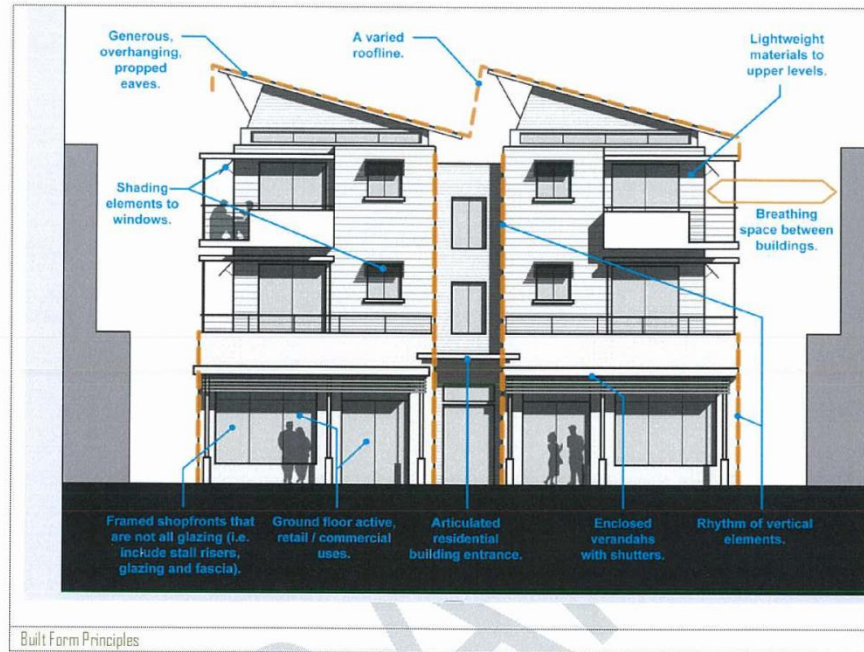 Generous,
overhanging,
propped
eaves.
A varied
roofline.
Lightweight
materials to
upper levels.
Shading
elements to
windows.
Breathing
space between
buildings.
Framed shopfronts that
are not all glazing (i.e.
include stall risers,
glazing and fascia).
Ground floor active,
retail / commercial
uses.
Articulated
residential
building entrance.
Enclosed
verandahs
with shutters.
Rhythm of vertical
elements.
Built Form Principles